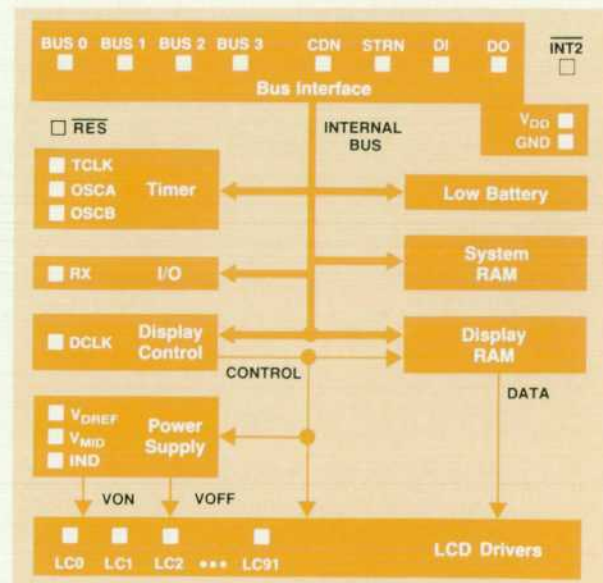 BUS 0 BUS 1 BUS 2 BUS 3 CDN STRN DI DO INT2
Bus Interface
RES
INTERNAL
BUS
VDD
GND
TCLK
OSCA Timer
OSCB
Low Battery
RX I/O
System
RAM
DCLK Display
Control
Display
RAM
CONTROL
DATA
VDREF
VMID
IND
Power
Supply
VON VOFF
LC0 LC1 LC2 ••• LC91
LCD Drivers